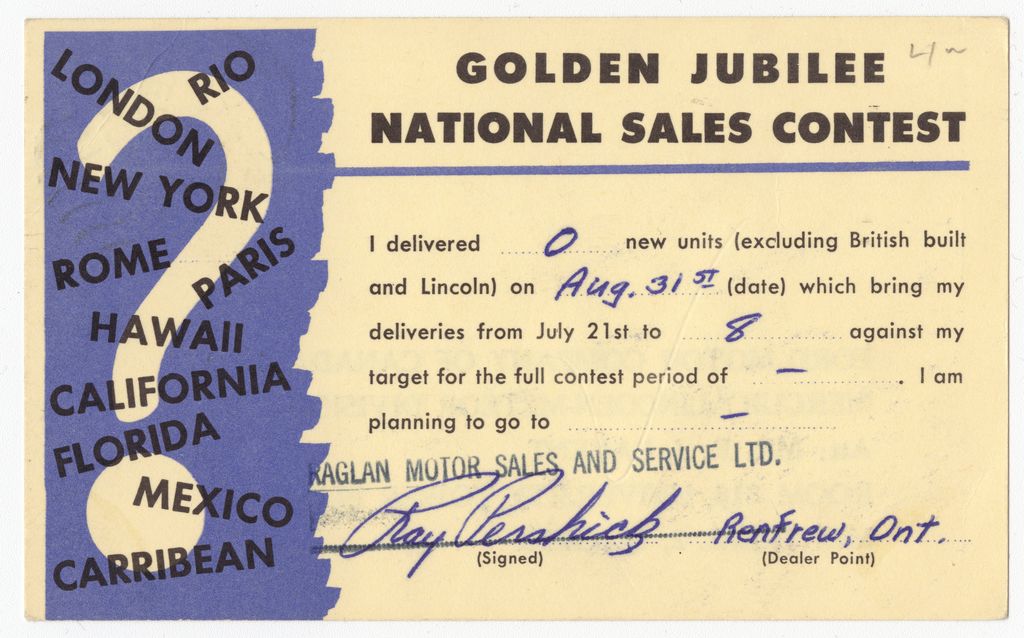 LONDON
RIO
NEW YORK
ROME
PARIS
HAWAII
CALIFORNIA
FLORIDA
MEXICO
CARRIBEAN
GOLDEN JUBILEE
NATIONAL SALES CONTEST
I delivered 0 new units (excluding British built
and Lincoln) on Aug. 31ST (date) which bring my
deliveries from July 21st to 8 against my
target for the full contest period of — . I am
planning to go to —
RAGLAN MOTOR SALES AND SERVICE LTD.
Ray Pershick Renfrew, Ont.
(Signed) (Dealer Point)